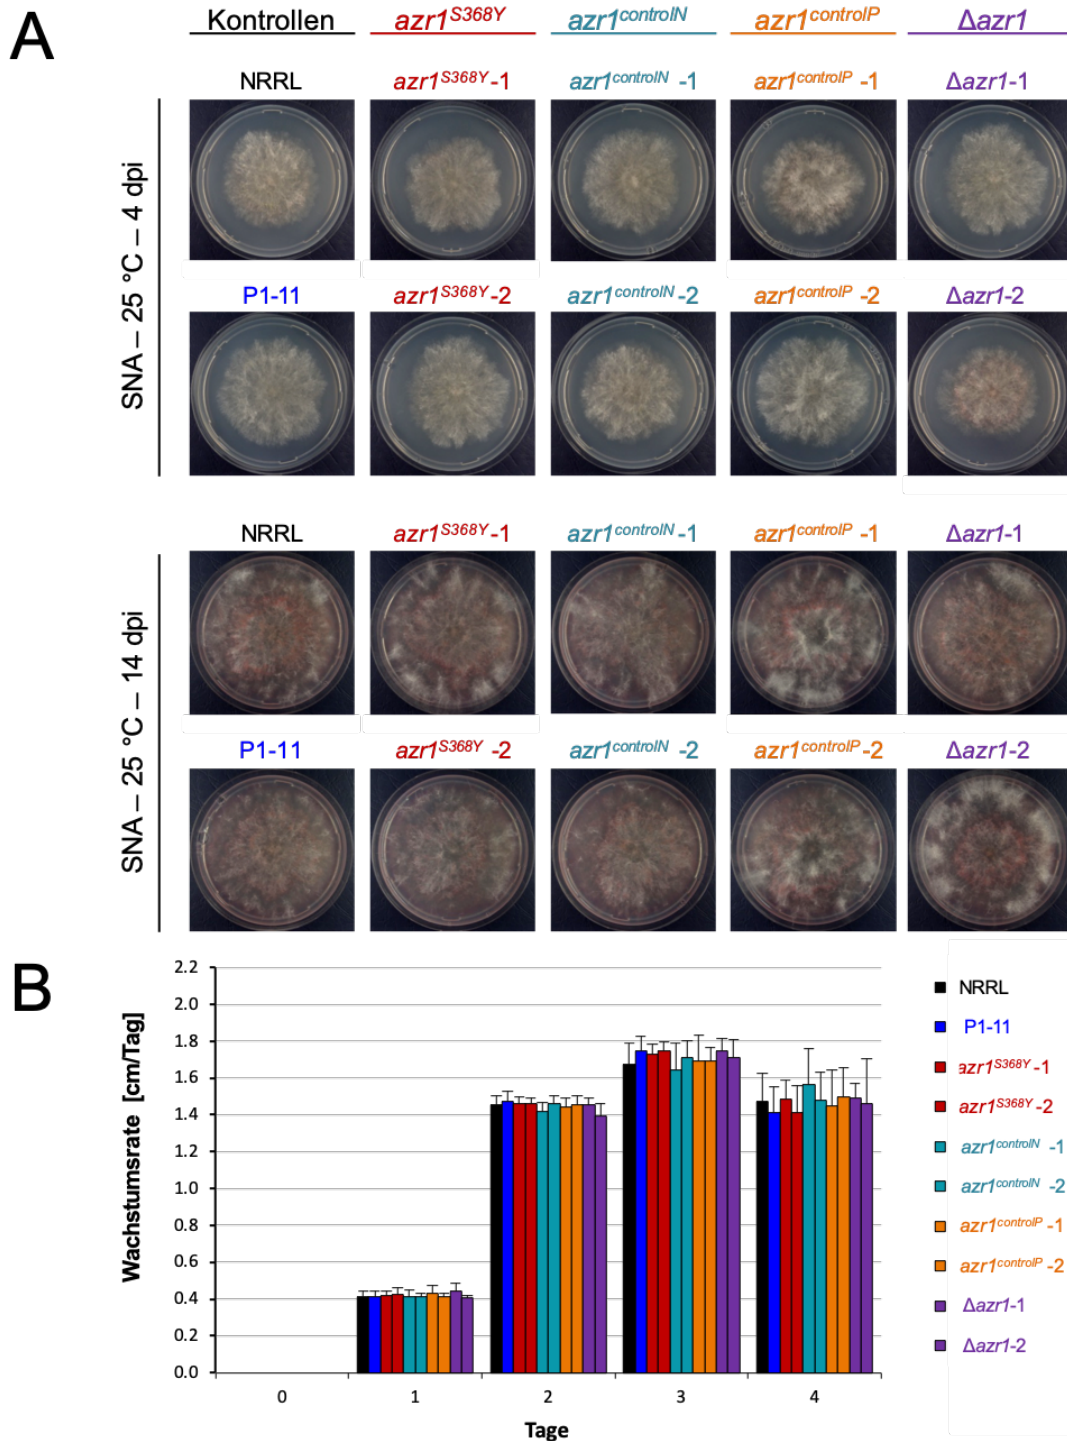 A
Kontrollen azr1S368Y azr1controlN azr1controlP Δazr1
NRRL azr1S368Y-1 azr1controlN -1 azr1controlP -1 Δazr1-1
SNA – 25 °C – 4 dpi
P1-11 azr1S368Y-2 azr1controlN-2 azr1controlP -2 Δazr1-2
NRRL azr1S368Y -1 azr1controlN -1 azr1controlP -1 Δazr1-1
SNA – 25 °C – 14 dpi
P1-11 azr1S368Y -2 azr1controlN -2 azr1controlP-2 Δazr1-2
B
Wachstumsrate [cm/Tag]
2.2
2.0
1.8
1.6
1.4
1.2
1.0
0.8
0.6
0.4
0.2
0.0
0 1 2 3 4
Tage
NRRL
P1-11
azr1S368Y -1
azr1S368Y -2
azr1controlN -1
azr1controlN -2
azr1controlP -1
azr1controlP -2
Δazr1-1
Δazr1-2